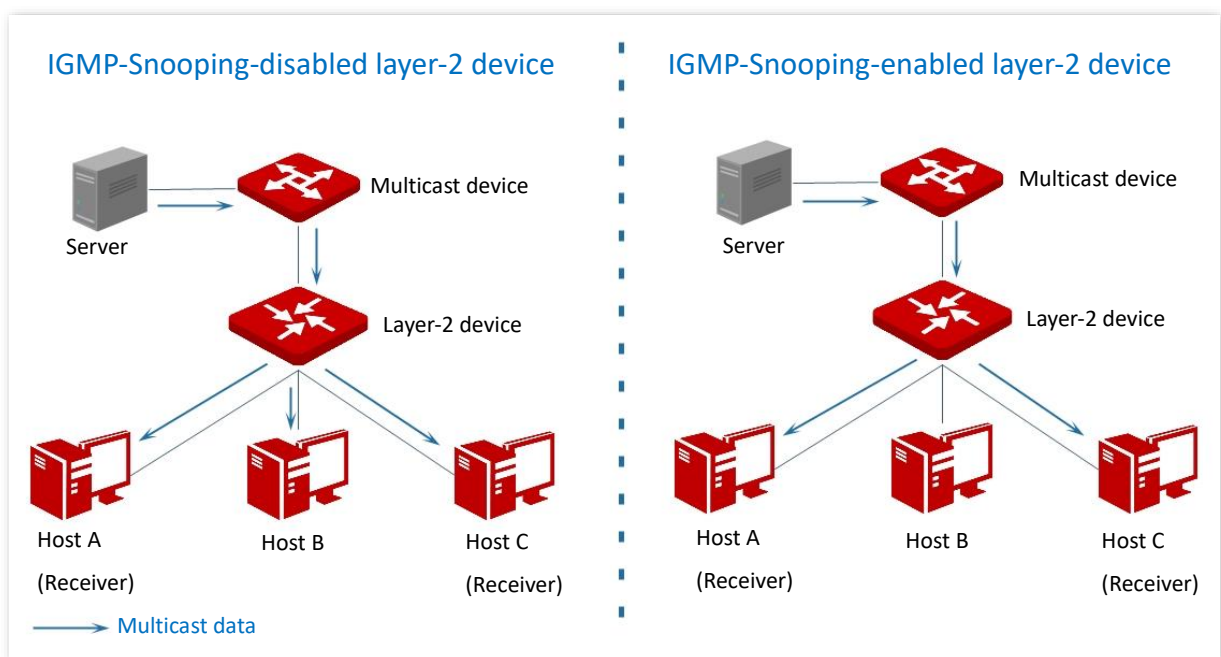 IGMP-Snooping-disabled layer-2 device
Server
Multicast device
Layer-2 device
Host A
(Receiver)
Host B
Host C
(Receiver)
Multicast data
IGMP-Snooping-enabled layer-2 device
Server
Multicast device
Layer-2 device
Host A
(Receiver)
Host B
Host C
(Receiver)